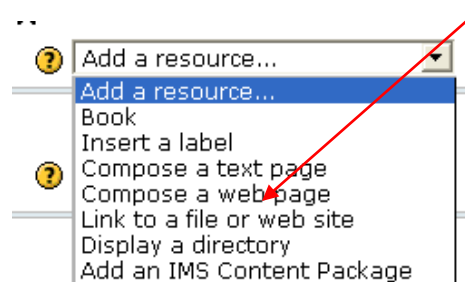 Add a resource...
Add a resource...
Book
Insert a label
Compose a text page
Compose a web page
Link to a file or web site
Display a directory
Add an IMS Content Package